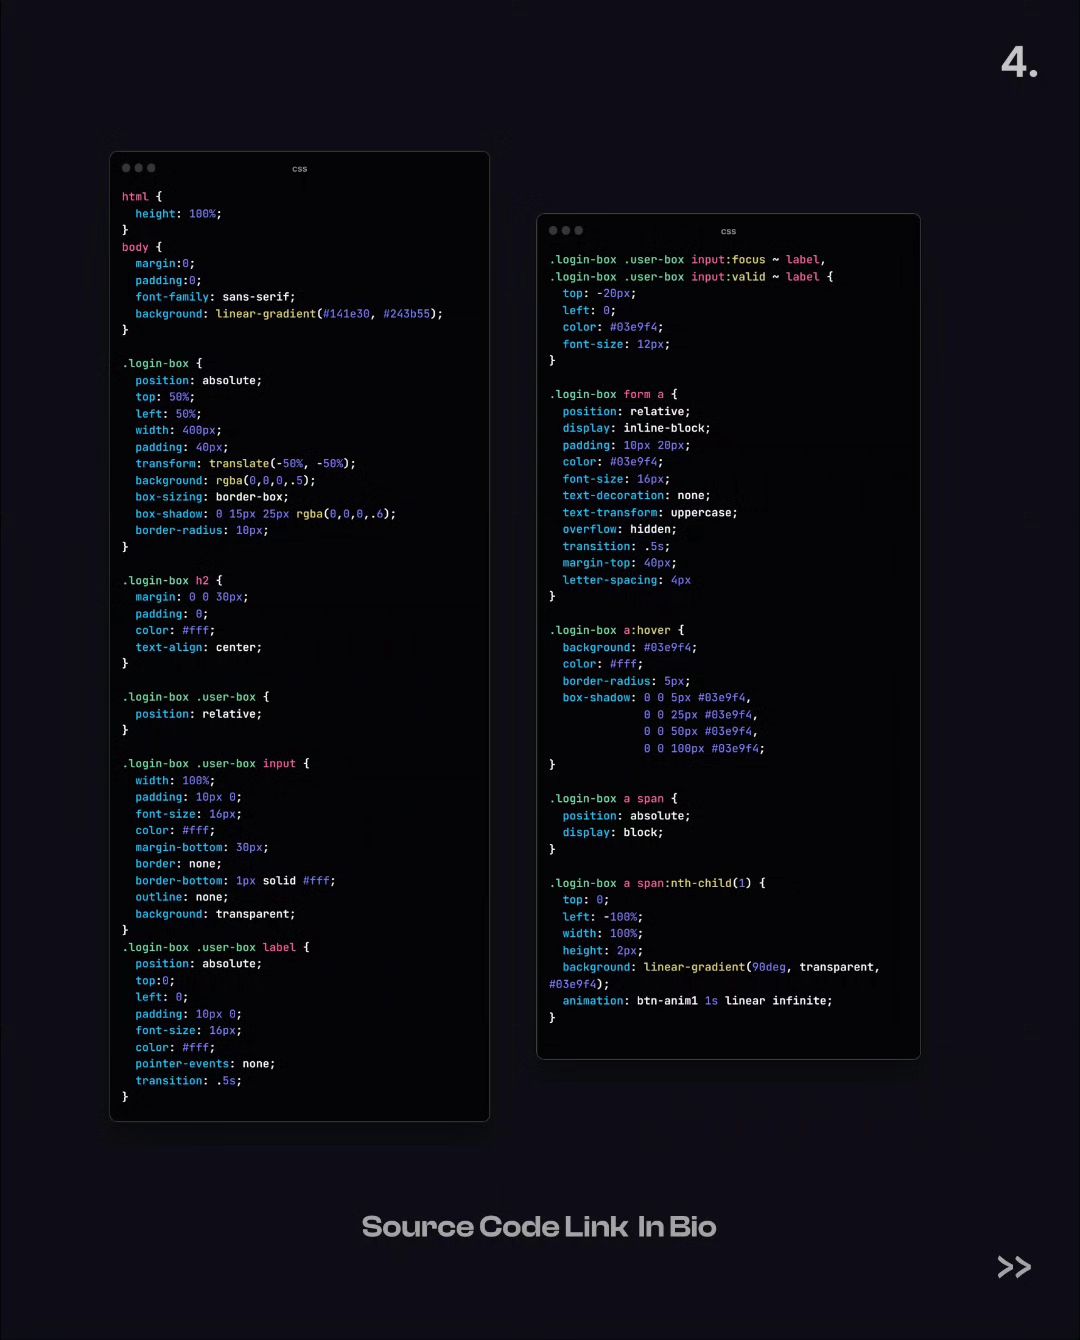 4.
css
html {
  height: 100%;
}
body {
  margin:0;
  padding:0;
  font-family: sans-serif;
  background: linear-gradient(#141e30, #243b55);
}

.login-box {
  position: absolute;
  top: 50%;
  left: 50%;
  width: 400px;
  padding: 40px;
  transform: translate(-50%, -50%);
  background: rgba(0,0,0,.5);
  box-sizing: border-box;
  box-shadow: 0 15px 25px rgba(0,0,0,.6);
  border-radius: 10px;
}

.login-box h2 {
  margin: 0 0 30px;
  padding: 0;
  color: #fff;
  text-align: center;
}

.login-box .user-box {
  position: relative;
}

.login-box .user-box input {
  width: 100%;
  padding: 10px 0;
  font-size: 16px;
  color: #fff;
  margin-bottom: 30px;
  border: none;
  border-bottom: 1px solid #fff;
  outline: none;
  background: transparent;
}
.login-box .user-box label {
  position: absolute;
  top:0;
  left: 0;
  padding: 10px 0;
  font-size: 16px;
  color: #fff;
  pointer-events: none;
  transition: .5s;
}
css
.login-box .user-box input:focus ~ label,
.login-box .user-box input:valid ~ label {
  top: -20px;
  left: 0;
  color: #03e9f4;
  font-size: 12px;
}

.login-box form a {
  position: relative;
  display: inline-block;
  padding: 10px 20px;
  color: #03e9f4;
  font-size: 16px;
  text-decoration: none;
  text-transform: uppercase;
  overflow: hidden;
  transition: .5s;
  margin-top: 40px;
  letter-spacing: 4px
}

.login-box a:hover {
  background: #03e9f4;
  color: #fff;
  border-radius: 5px;
  box-shadow: 0 0 5px #03e9f4,
              0 0 25px #03e9f4,
              0 0 50px #03e9f4,
              0 0 100px #03e9f4;
}

.login-box a span {
  position: absolute;
  display: block;
}

.login-box a span:nth-child(1) {
  top: 0;
  left: -100%;
  width: 100%;
  height: 2px;
  background: linear-gradient(90deg, transparent,
#03e9f4);
  animation: btn-anim1 1s linear infinite;
}
Source Code Link In Bio
>>